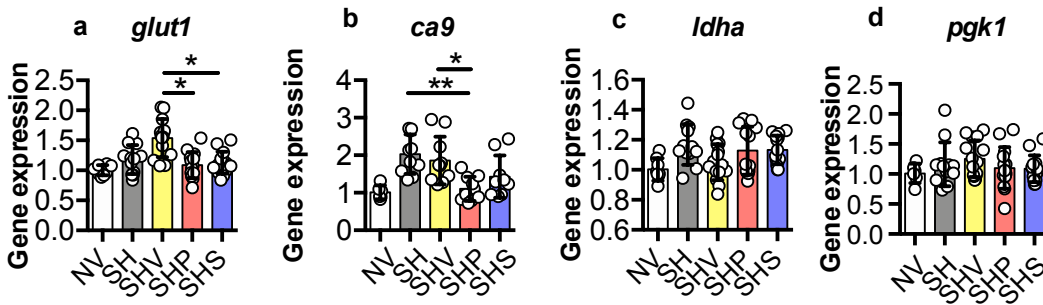 a glut1
Gene expression
2.5
2.0
1.5
1.0
0.5
0.0
* 
*
NV SH SHV SHP SHS
b ca9
Gene expression
4
3
2
1
0
*
**
NV SH SHV SHP SHS
c ldha
Gene expression
1.6
1.4
1.2
1.0
0.8
0.6
NV SH SHV SHP SHS
d pgk1
Gene expression
2.5
2.0
1.5
1.0
0.5
0.0
NV SH SHV SHP SHS